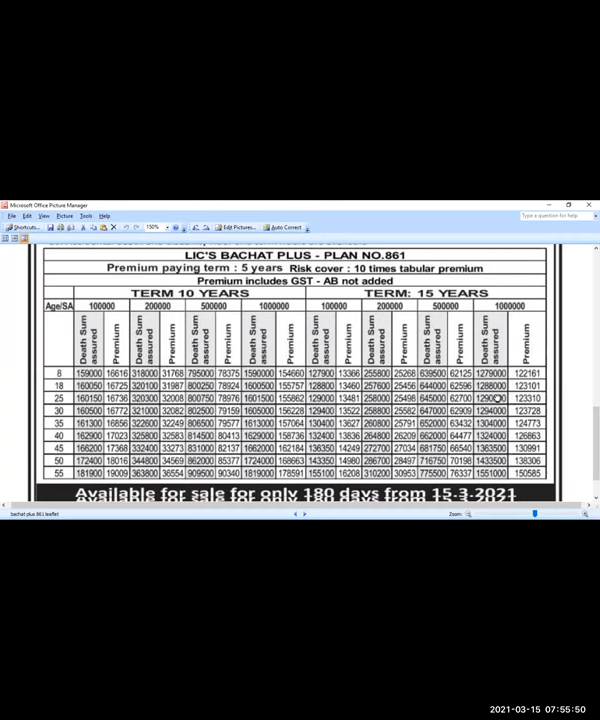 Microsoft Office Picture Manager
File Edit View Picture Tools Help
Type a question for help
Shortcuts... 150% Edit Pictures... Auto Correct
LIC'S BACHAT PLUS - PLAN NO.861
Premium paying term : 5 years Risk cover : 10 times tabular premium
Premium includes GST - AB not added
TERM 10 YEARS TERM: 15 YEARS
Age/SA 100000 200000 500000 1000000 100000 200000 500000 1000000
Death Sum assured Premium Death Sum assured Premium Death Sum assured Premium Death Sum assured Premium Death Sum assured Premium Death Sum assured Premium Death Sum assured Premium Death Sum assured Premium
8 159000 16616 318000 31768 795000 78375 1590000 154660 127900 13366 255800 25268 639500 62125 1279000 122161
18 160050 16725 320100 31987 800250 78924 1600500 155757 128800 13460 257600 25456 644000 62596 1288000 123101
25 160150 16736 320300 32008 800750 78976 1601500 155862 129000 13481 258000 25498 645000 62700 123310
30 160500 16772 321000 32082 802500 79159 1605000 156228 129400 13522 258800 25582 647000 62909 1294000 123728
35 161300 16856 322600 32249 806500 79577 1613000 157064 130400 13627 260800 25791 652000 63432 1304000 124773
40 162900 17023 325800 32583 814500 80413 1629000 158736 132400 13836 264800 26209 662000 64477 1324000 126863
45 166200 17368 332400 33273 831000 82137 1662000 162184 136350 14249 272700 27034 681750 66540 1363500 130991
50 172400 18016 344800 34569 862000 85377 1724000 168663 143350 14980 286700 28497 716750 70198 1433500 138306
55 181900 19009 363800 36554 909500 90340 1819000 178591 155100 16208 310200 30953 775500 76337 1551000 150585
Available for sale for only 180 days from 15-3-2021
bachat plus 861 leaflet Zoom:
2021-03-15 07:55:50